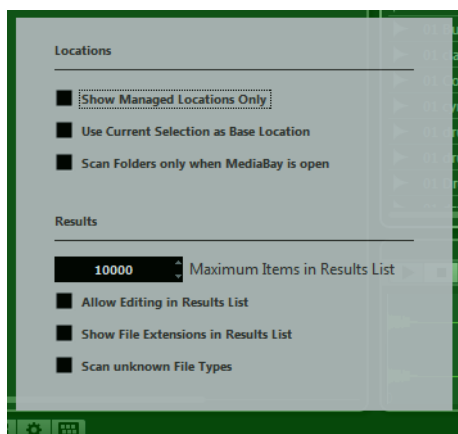 Locations
Show Managed Locations Only
Use Current Selection as Base Location
Scan Folders only when MediaBay is open
Results
10000 Maximum Items in Results List
Allow Editing in Results List
Show File Extensions in Results List
Scan unknown File Types